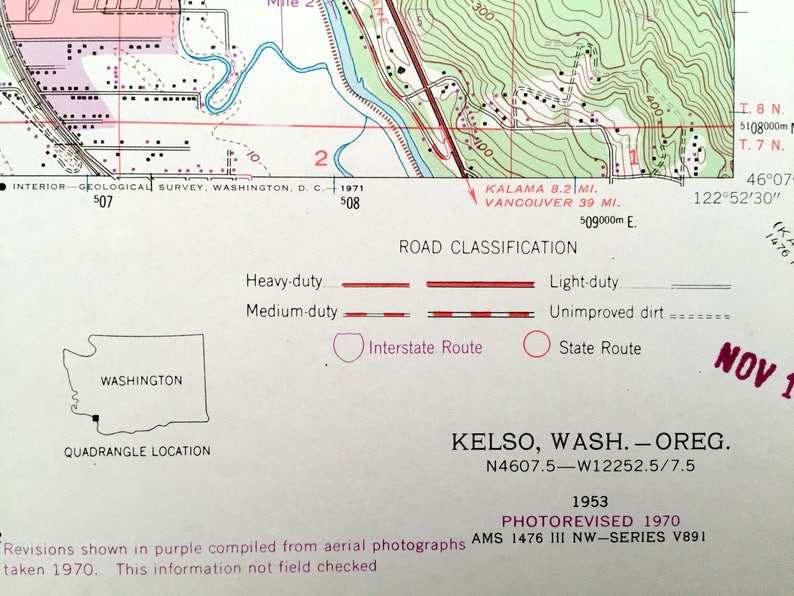 Mile 2
LANE
5
300
400
100
10
2
1
T. 8 N.
5108000m N
T. 7 N.
46°07'
122°52'30"
INTERIOR—GEOLOGICAL SURVEY, WASHINGTON, D. C.—1971
507
508
509000m E.
KALAMA 8.2 MI.
VANCOUVER 39 MI.
(KA
1476 I
ROAD CLASSIFICATION
Heavy-duty
Light-duty
Medium-duty
Unimproved dirt
Interstate Route
State Route
NOV 1
WASHINGTON
QUADRANGLE LOCATION
KELSO, WASH.—OREG.
N4607.5—W12252.5/7.5
1953
PHOTOREVISED 1970
AMS 1476 III NW—SERIES V891
Revisions shown in purple compiled from aerial photographs
taken 1970. This information not field checked